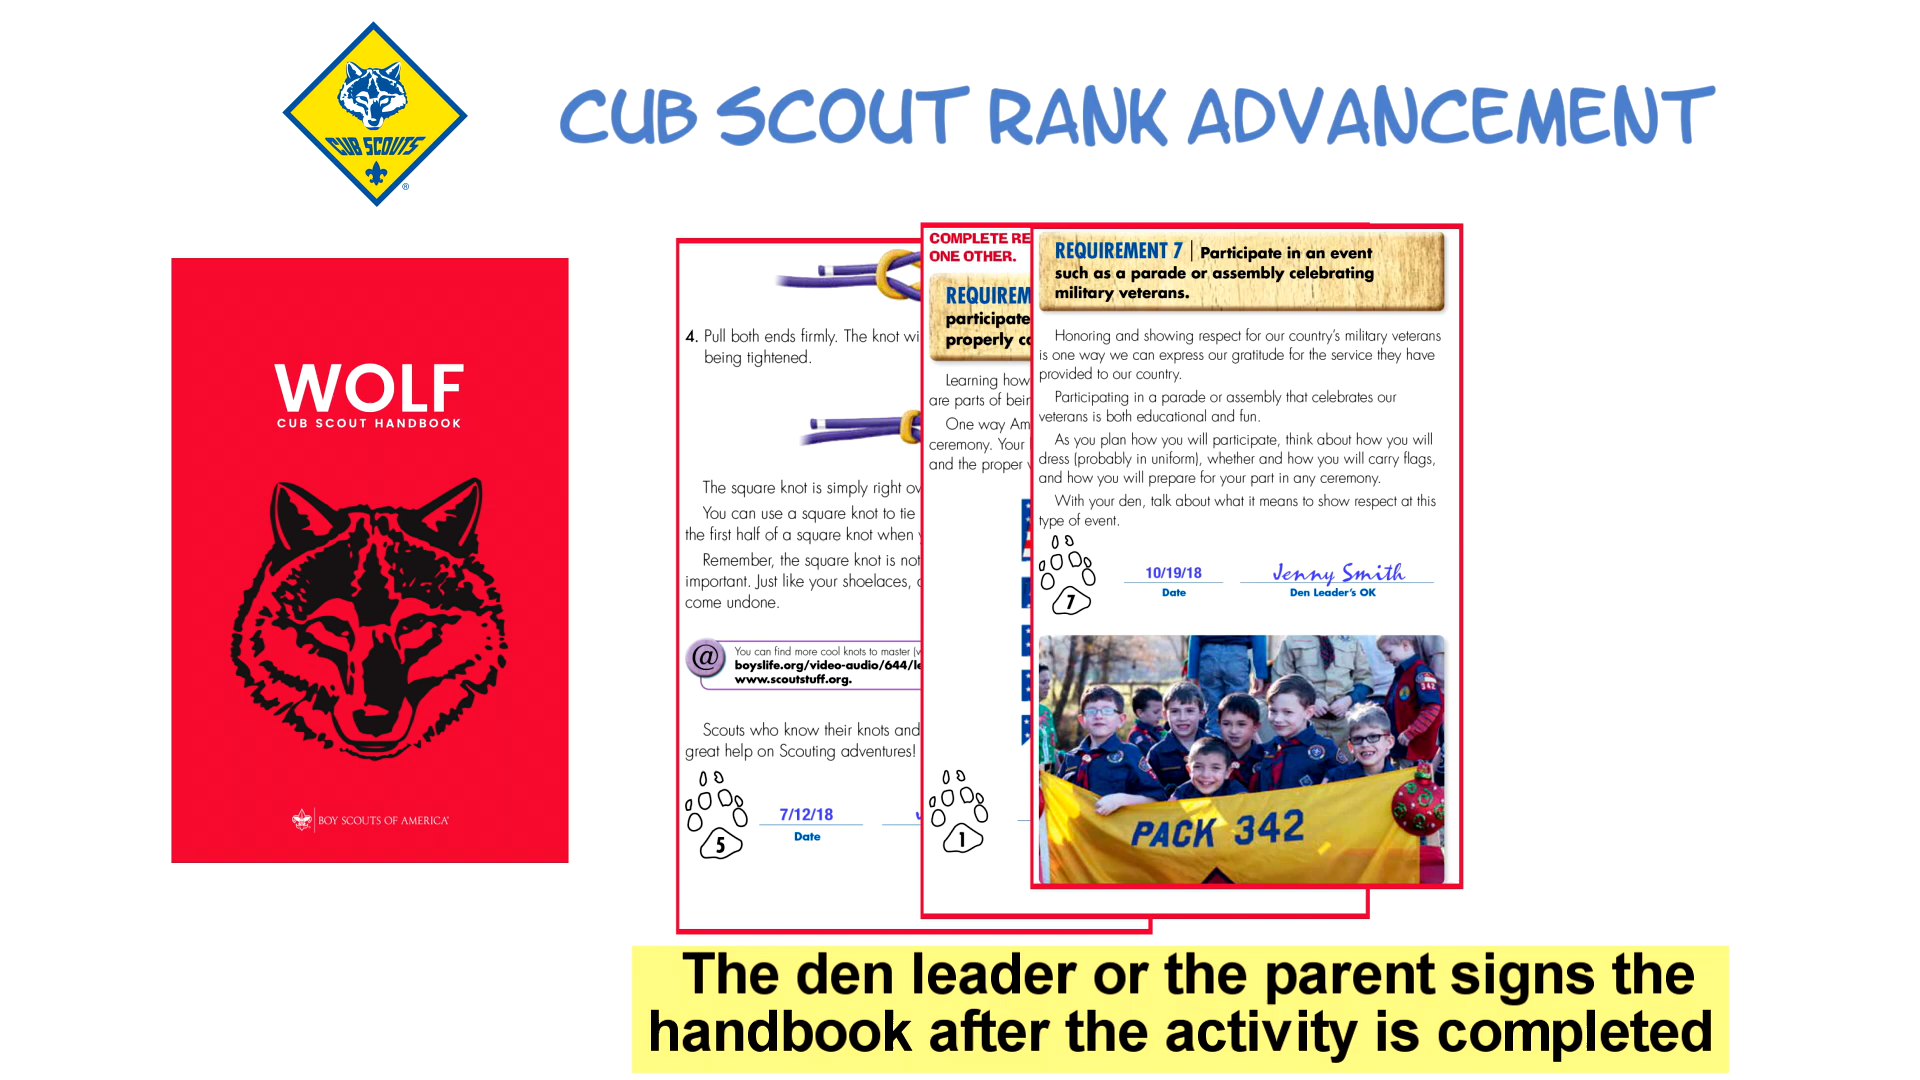 CUB SCOUTS
®
CUB SCOUT RANK ADVANCEMENT
WOLF
CUB SCOUT HANDBOOK
BOY SCOUTS OF AMERICA®
4. Pull both ends firmly. The knot
being tightened.
The square knot is simply right
You can use a square knot to tie
the first half of a square knot when
Remember, the square knot is not
important. Just like your shoelaces,
come undone.
@
You can find more cool knots to master
boyslife.org/video-audio/644/
www.scoutstuff.org.
Scouts who know their knots and
great help on Scouting adventures!
5
7/12/18
Date
COMPLETE
ONE OTHER.
participate
properly
Learning how
are parts of
One way
ceremony. Your
and the proper
1
REQUIREMENT 7 | Participate in an event
such as a parade or assembly celebrating
military veterans.
Honoring and showing respect for our country's military veterans
is one way we can express our gratitude for the service they have
provided to our country.
Participating in a parade or assembly that celebrates our
veterans is both educational and fun.
As you plan how you will participate, think about how you will
dress (probably in uniform), whether and how you will carry flags,
and how you will prepare for your part in any ceremony.
With your den, talk about what it means to show respect at this
type of event.
7
10/19/18 Jenny Smith
Date Den Leader's OK
342
PACK 342
The den leader or the parent signs the
handbook after the activity is completed